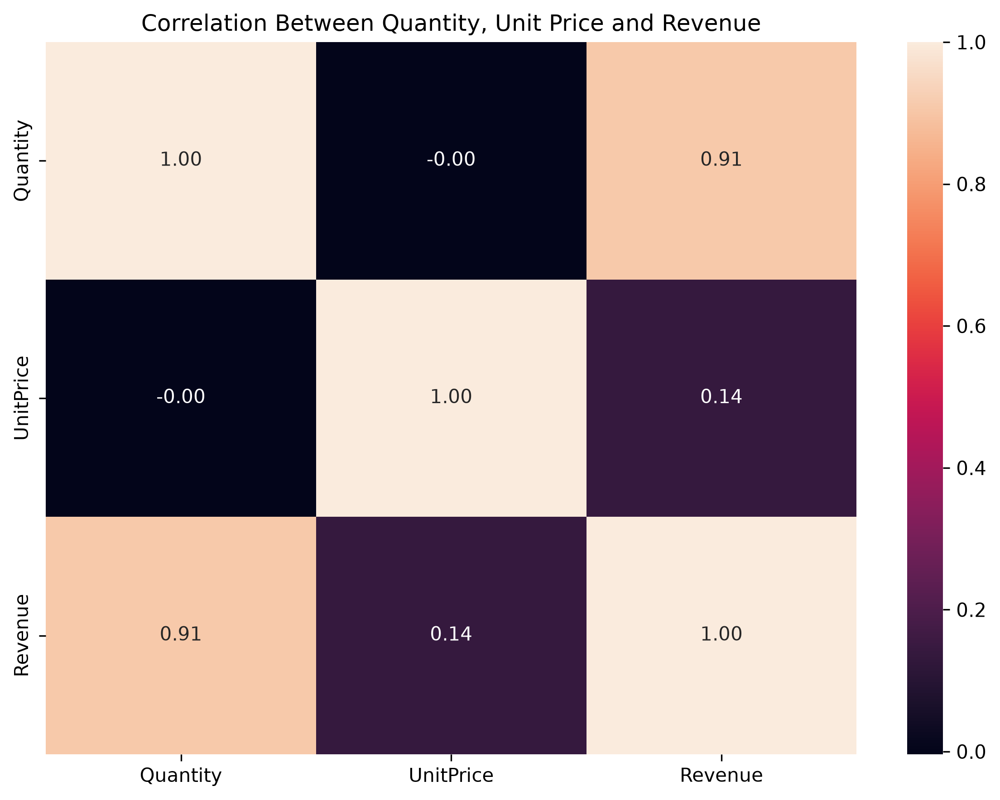 Correlation Between Quantity, Unit Price and Revenue
1.0
Quantity
1.00
-0.00
0.91
0.8
0.6
UnitPrice
-0.00
1.00
0.14
0.4
0.2
Revenue
0.91
0.14
1.00
0.0
Quantity
UnitPrice
Revenue